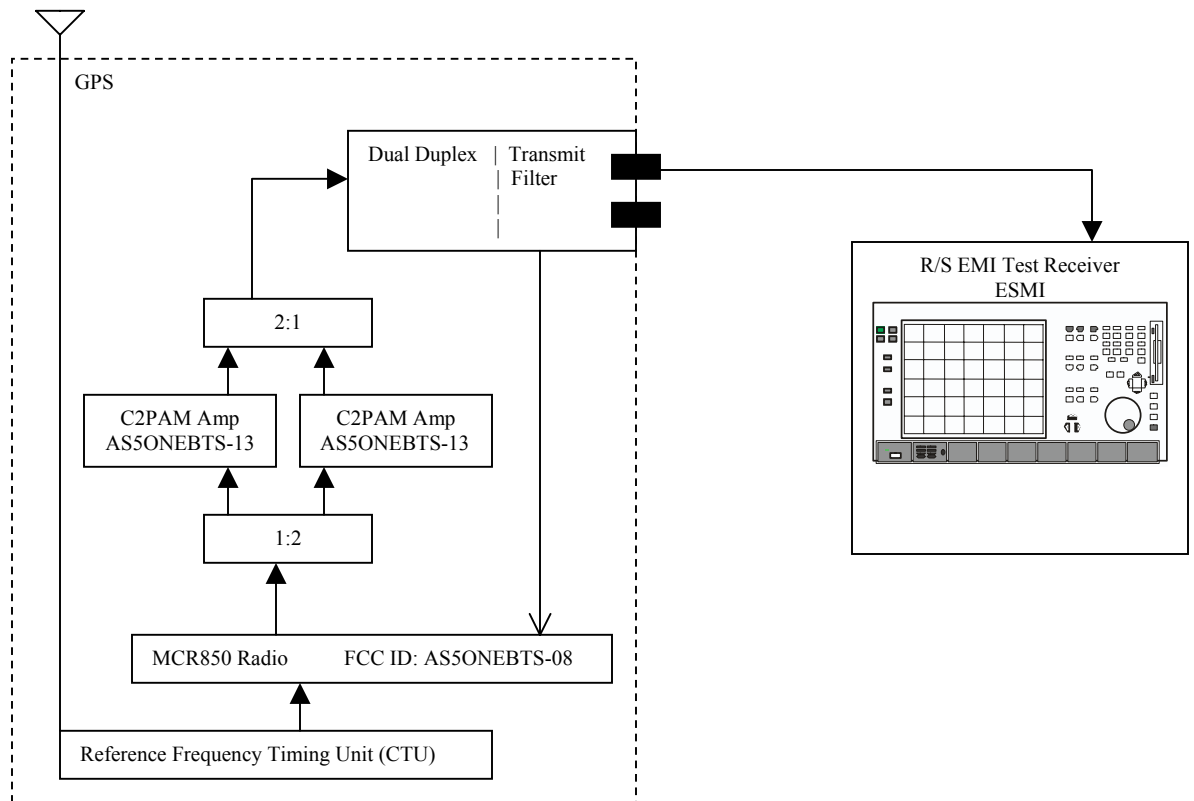 GPS
Dual Duplex | Transmit
| Filter
|
|
R/S EMI Test Receiver
ESMI
2:1
C2PAM Amp
AS5ONEBTS-13
C2PAM Amp
AS5ONEBTS-13
1:2
MCR850 Radio FCC ID: AS5ONEBTS-08
Reference Frequency Timing Unit (CTU)